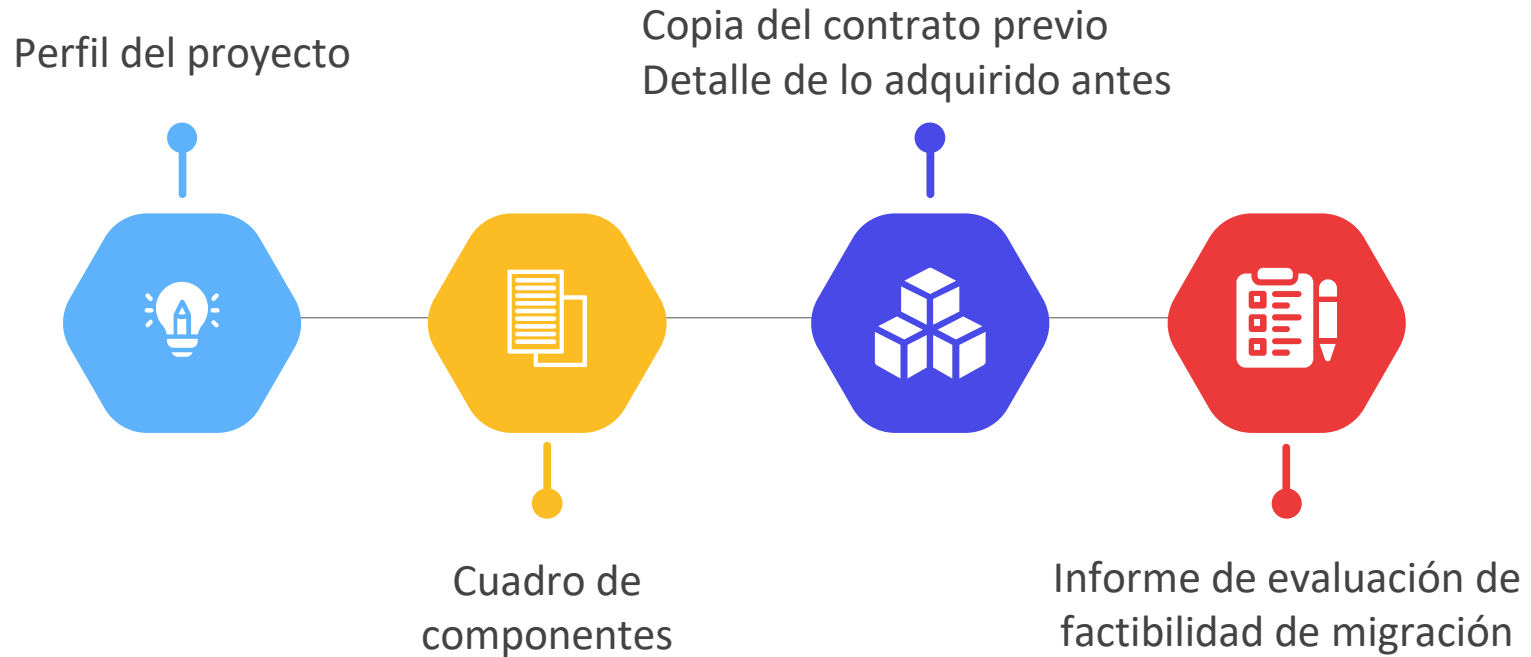 Perfil del proyecto
Cuadro de
componentes
Copia del contrato previo
Detalle de lo adquirido antes
Informe de evaluación de
factibilidad de migración